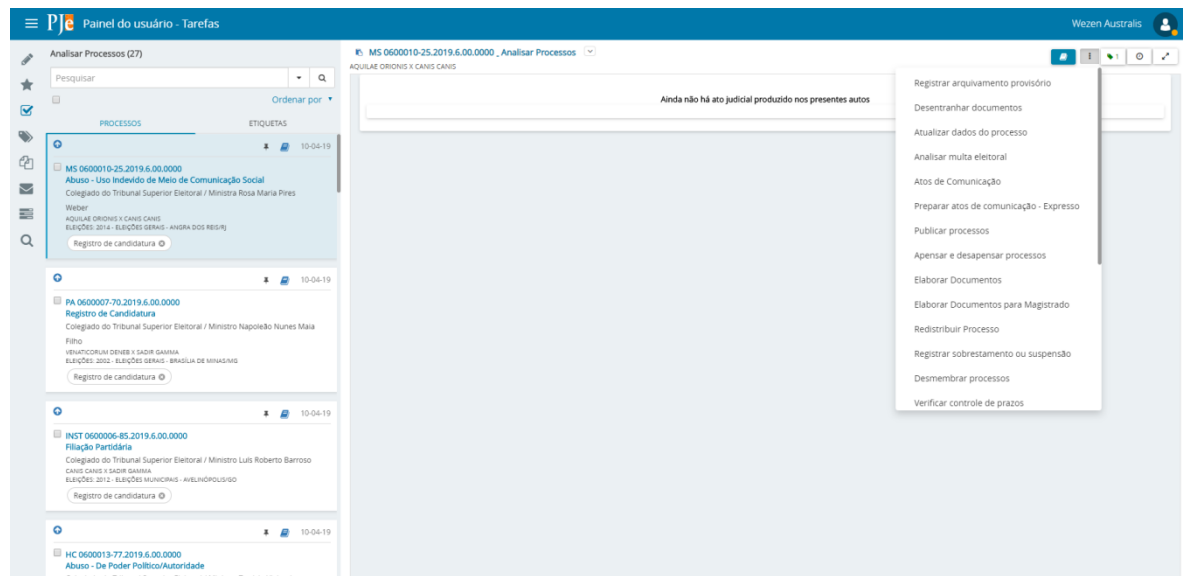 PJe Painel do usuário - Tarefas
Wezen Australis
Analisar Processos (27)
Pesquisar
Ordenar por
PROCESSOS
ETIQUETAS
10-04-19
MS 0600010-25.2019.6.00.0000
Abuso - Uso Indevido de Meio de Comunicação Social
Colegiado do Tribunal Superior Eleitoral / Ministra Rosa Maria Pires
Weber
AQUILAE ORIONIS X CANIS CANIS
ELEIÇÕES: 2014 - ELEIÇÕES GERAIS - ANGRA DOS REIS/RJ
Registro de candidatura
10-04-19
PA 0600007-70.2019.6.00.0000
Registro de Candidatura
Colegiado do Tribunal Superior Eleitoral / Ministro Napoleão Nunes Maia
Filho
VENATICORUM DENEB X SADIR GAMMA
ELEIÇÕES: 2002 - ELEIÇÕES GERAIS - BRASÍLIA DE MINAS/MG
Registro de candidatura
10-04-19
INST 0600006-85.2019.6.00.0000
Filiação Partidária
Colegiado do Tribunal Superior Eleitoral / Ministro Luís Roberto Barroso
CANIS CANIS X SADIR GAMMA
ELEIÇÕES: 2012 - ELEIÇÕES MUNICIPAIS - AVELINÓPOLIS/GO
Registro de candidatura
10-04-19
HC 0600013-77.2019.6.00.0000
Abuso - De Poder Político/Autoridade
MS 0600010-25.2019.6.00.0000 _ Analisar Processos
AQUILAE ORIONIS X CANIS CANIS
1
Ainda não há ato judicial produzido nos presentes autos
Registrar arquivamento provisório
Desentranhar documentos
Atualizar dados do processo
Analisar multa eleitoral
Atos de Comunicação
Preparar atos de comunicação - Expresso
Publicar processos
Apensar e desapensar processos
Elaborar Documentos
Elaborar Documentos para Magistrado
Redistribuir Processo
Registrar sobrestamento ou suspensão
Desmembrar processos
Verificar controle de prazos